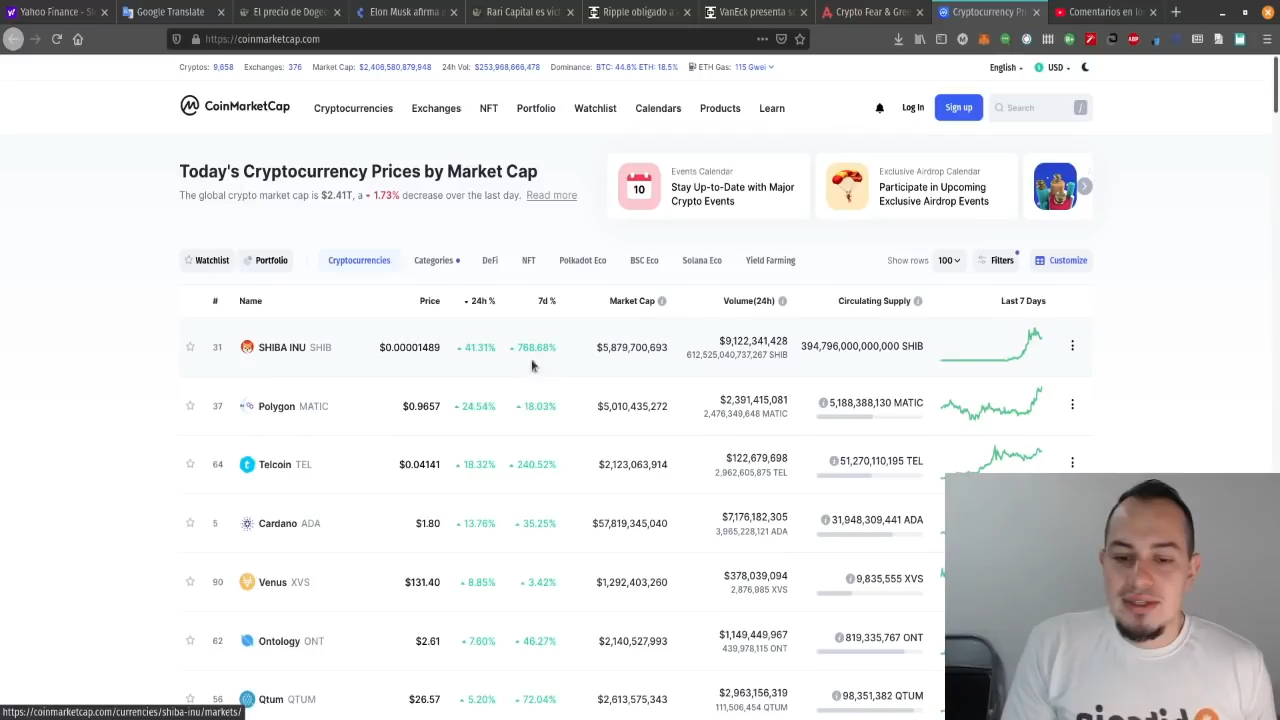 Yahoo Finance - S
Google Translate
El precio de Dogec
Elon Musk afirma
Rari Capital es víc
Ripple obligado a
VanEck presenta so
Crypto Fear & Gree
Cryptocurrency Pri
Comentarios en lo
https://coinmarketcap.com
Cryptos: 9,658 Exchanges: 376 Market Cap: $2,406,580,879,948 24h Vol: $253,968,666,478 Dominance: BTC: 44.6% ETH: 18.5% ETH Gas: 115 Gwei
English USD
CoinMarketCap Cryptocurrencies Exchanges NFT Portfolio Watchlist Calendars Products Learn Log In Sign up Search /
Today's Cryptocurrency Prices by Market Cap
The global crypto market cap is $2.41T, a 1.73% decrease over the last day. Read more
10
Events Calendar
Stay Up-to-Date with Major
Crypto Events
Exclusive Airdrop Calendar
Participate in Upcoming
Exclusive Airdrop Events
Watchlist Portfolio Cryptocurrencies Categories DeFi NFT Polkadot Eco BSC Eco Solana Eco Yield Farming Show rows 100 Filters Customize
# Name Price 24h % 7d % Market Cap Volume(24h) Circulating Supply Last 7 Days
31 SHIBA INU SHIB $0.00001489 41.31% 768.68% $5,879,700,693 $9,122,341,428 394,796,000,000,000 SHIB
612,525,040,737,267 SHIB
37 Polygon MATIC $0.9657 24.54% 18.03% $5,010,435,272 $2,391,415,081 5,188,388,130 MATIC
2,476,349,648 MATIC
64 Telcoin TEL $0.04141 18.32% 240.52% $2,123,063,914 $122,679,698 51,270,110,195 TEL
2,962,605,875 TEL
5 Cardano ADA $1.80 13.76% 35.25% $57,819,345,040 $7,176,182,305 31,948,309,441 ADA
3,965,228,121 ADA
90 Venus XVS $131.40 8.85% 3.42% $1,292,403,260 $378,039,094 9,835,555 XVS
2,876,985 XVS
62 Ontology ONT $2.61 7.60% 46.27% $2,140,527,993 $1,149,449,967 819,335,767 ONT
439,978,115 ONT
56 Qtum QTUM $26.57 5.20% 72.04% $2,613,575,343 $2,963,156,319 98,351,382 QTUM
111,506,454 QTUM
https://coinmarketcap.com/currencies/shiba-inu/markets/